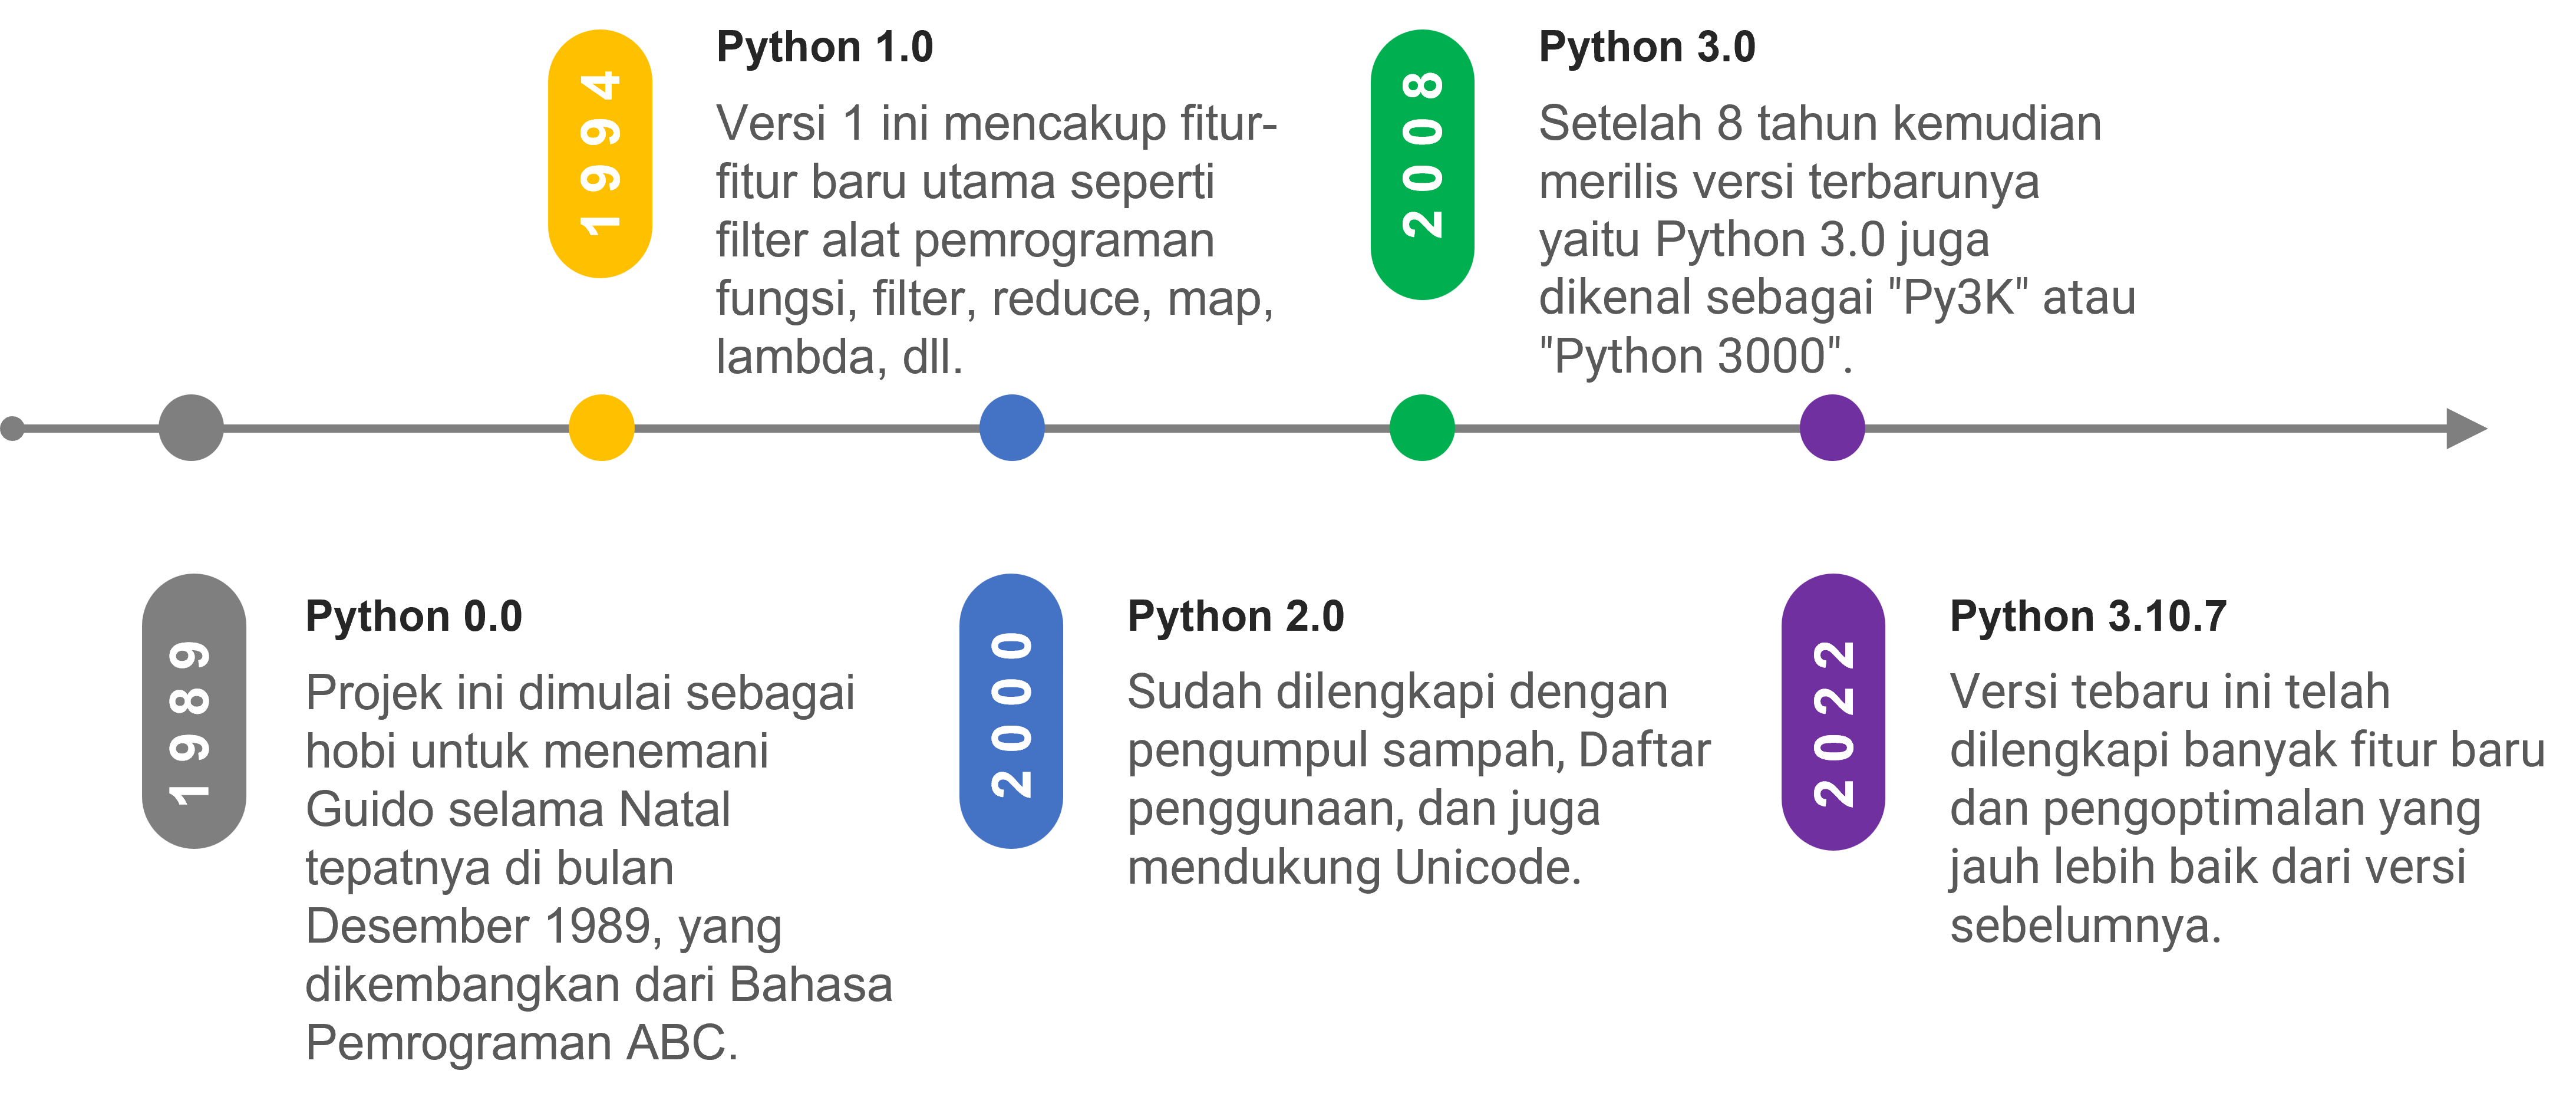 1994
Python 1.0
Versi 1 ini mencakup fitur-
fitur baru utama seperti
filter alat pemrograman
fungsi, filter, reduce, map,
lambda, dll.
2008
Python 3.0
Setelah 8 tahun kemudian
merilis versi terbarunya
yaitu Python 3.0 juga
dikenal sebagai "Py3K" atau
"Python 3000".
1989
Python 0.0
Projek ini dimulai sebagai
hobi untuk menemani
Guido selama Natal
tepatnya di bulan
Desember 1989, yang
dikembangkan dari Bahasa
Pemrograman ABC.
2000
Python 2.0
Sudah dilengkapi dengan
pengumpul sampah, Daftar
penggunaan, dan juga
mendukung Unicode.
2022
Python 3.10.7
Versi tebaru ini telah
dilengkapi banyak fitur baru
dan pengoptimalan yang
jauh lebih baik dari versi
sebelumnya.